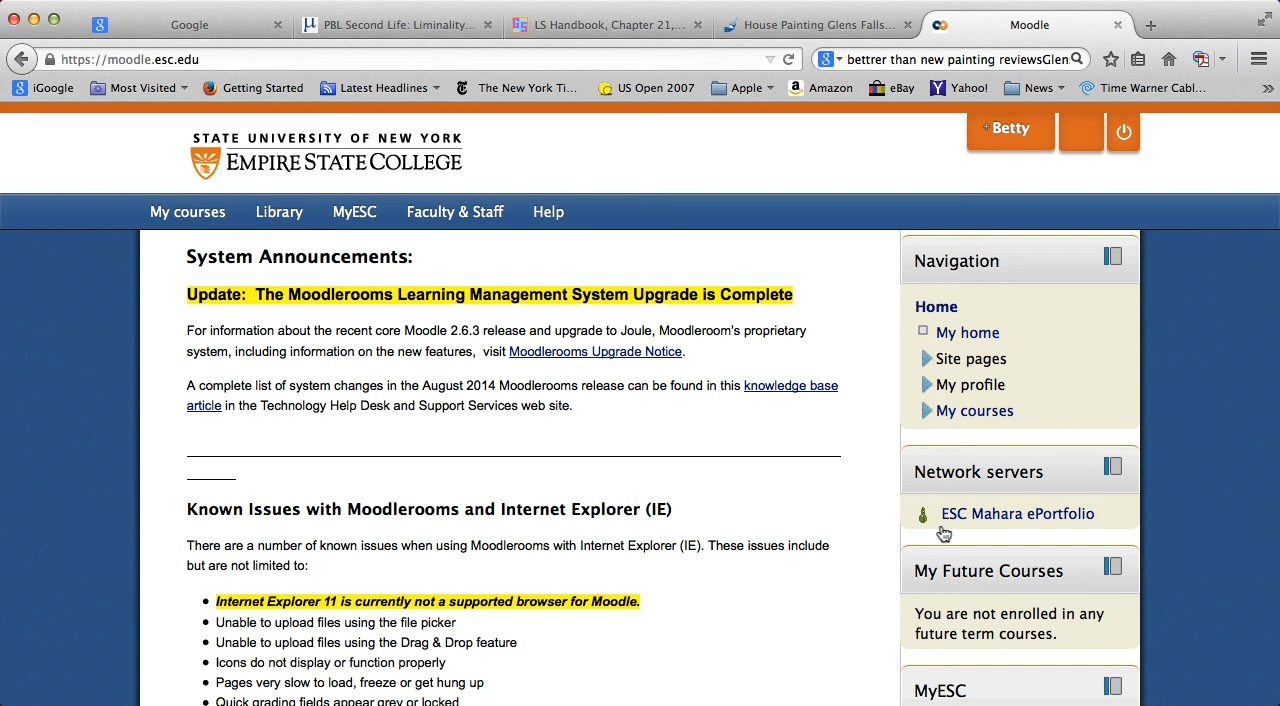 Google
PBL Second Life: Liminality...
LS Handbook, Chapter 21,...
House Painting Glens Falls...
Moodle
https://moodle.esc.edu
bettrer than new painting reviewsGlen
iGoogle
Most Visited
Getting Started
Latest Headlines
The New York Ti...
US Open 2007
Apple
Amazon
eBay
Yahoo!
News
Time Warner Cabl...
STATE UNIVERSITY OF NEW YORK
EMPIRE STATE COLLEGE
Betty
My courses
Library
MyESC
Faculty & Staff
Help
System Announcements:
Update: The Moodlerooms Learning Management System Upgrade is Complete
For information about the recent core Moodle 2.6.3 release and upgrade to Joule, Moodleroom's proprietary
system, including information on the new features, visit Moodlerooms Upgrade Notice.
A complete list of system changes in the August 2014 Moodlerooms release can be found in this knowledge base
article in the Technology Help Desk and Support Services web site.
Known Issues with Moodlerooms and Internet Explorer (IE)
There are a number of known issues when using Moodlerooms with Internet Explorer (IE). These issues include
but are not limited to:
Internet Explorer 11 is currently not a supported browser for Moodle.
Unable to upload files using the file picker
Unable to upload files using the Drag & Drop feature
Icons do not display or function properly
Pages very slow to load, freeze or get hung up
Quick grading fields appear grey or locked
Navigation
Home
My home
Site pages
My profile
My courses
Network servers
ESC Mahara ePortfolio
My Future Courses
You are not enrolled in any
future term courses.
MyESC